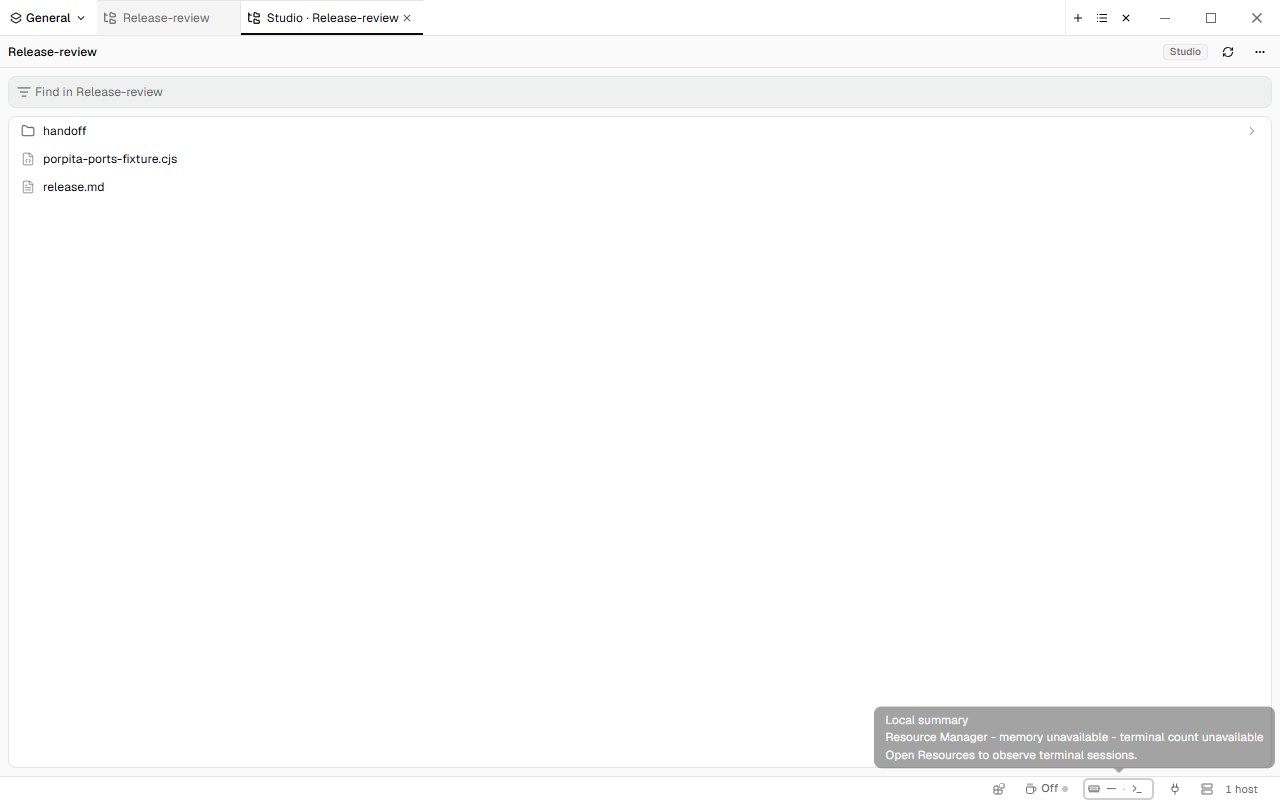 General
Release-review
Studio · Release-review
Release-review
Studio
Find in Release-review
handoff
porpita-ports-fixture.cjs
release.md
Local summary
Resource Manager - memory unavailable - terminal count unavailable
Open Resources to observe terminal sessions.
Off
— ·
1 host